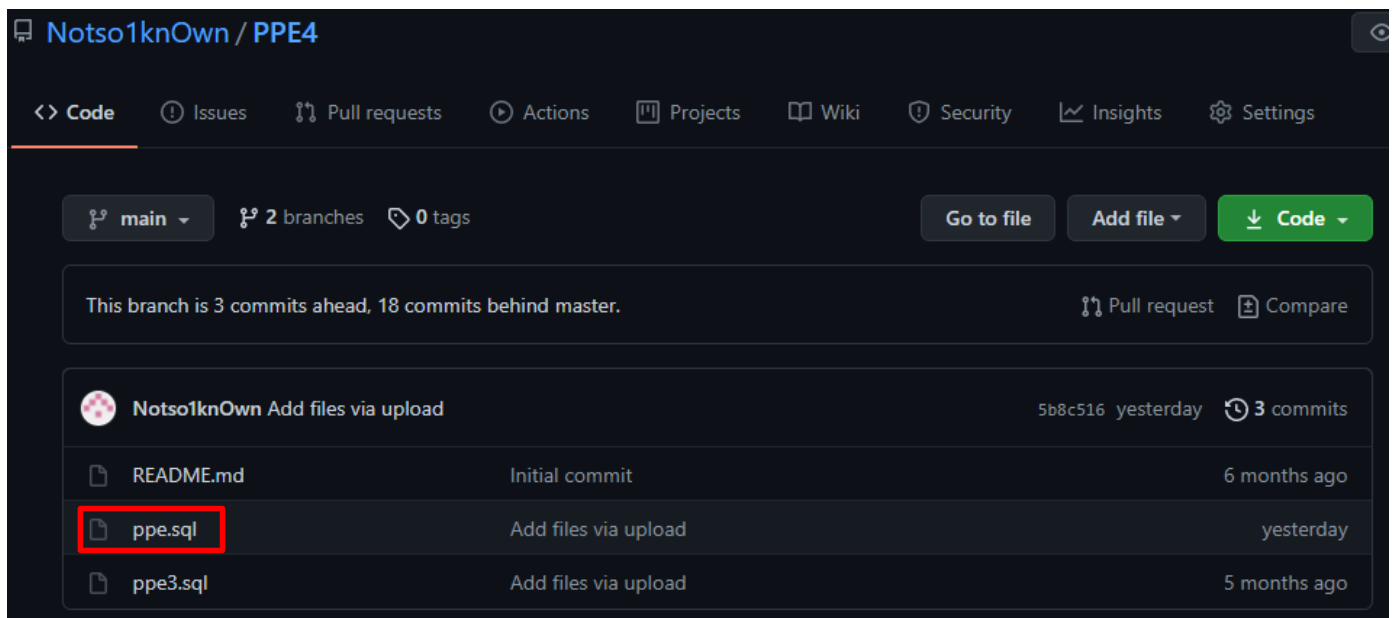 Notso1knOwn / PPE4
Code Issues Pull requests Actions Projects Wiki Security Insights Settings
main 2 branches 0 tags Go to file Add file Code
This branch is 3 commits ahead, 18 commits behind master. Pull request Compare
Notso1knOwn Add files via upload 5b8c516 yesterday 3 commits
README.md Initial commit 6 months ago
ppe.sql Add files via upload yesterday
ppe3.sql Add files via upload 5 months ago